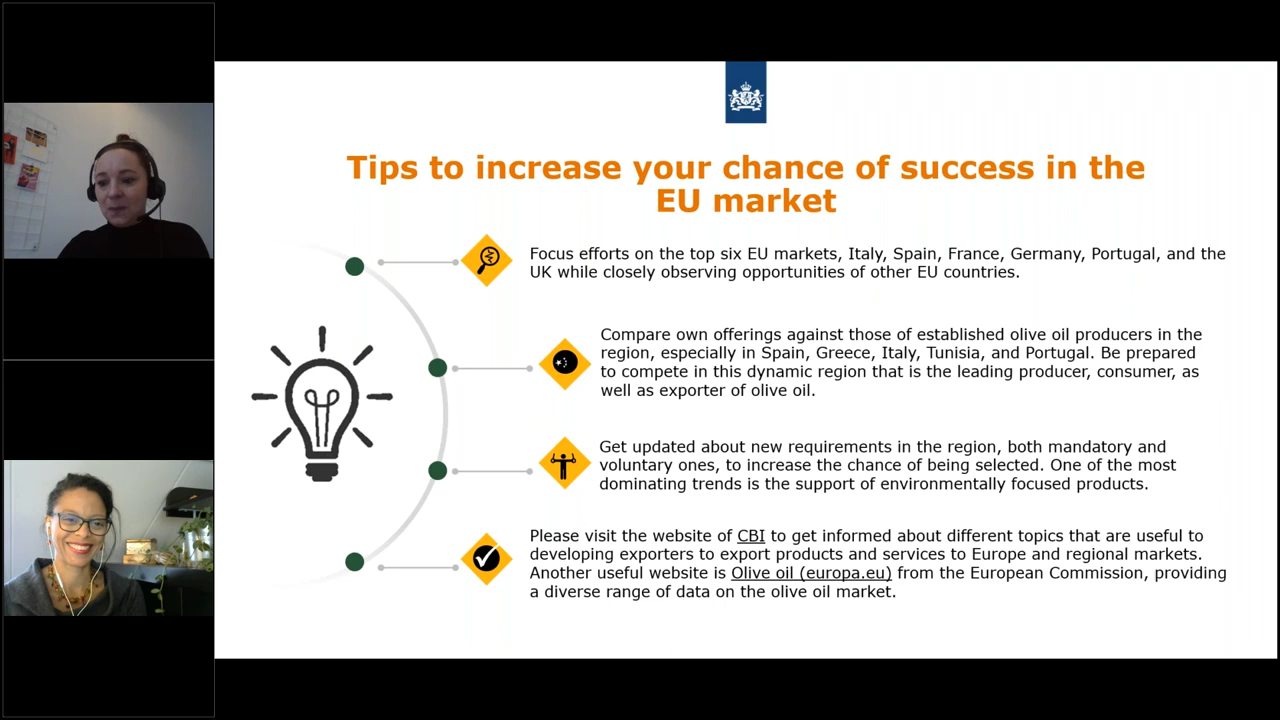 Tips to increase your chance of success in the
EU market
Focus efforts on the top six EU markets, Italy, Spain, France, Germany, Portugal, and the
UK while closely observing opportunities of other EU countries.
Compare own offerings against those of established olive oil producers in the
region, especially in Spain, Greece, Italy, Tunisia, and Portugal. Be prepared
to compete in this dynamic region that is the leading producer, consumer, as
well as exporter of olive oil.
Get updated about new requirements in the region, both mandatory and
voluntary ones, to increase the chance of being selected. One of the most
dominating trends is the support of environmentally focused products.
Please visit the website of CBI to get informed about different topics that are useful to
developing exporters to export products and services to Europe and regional markets.
Another useful website is Olive oil (europa.eu) from the European Commission, providing
a diverse range of data on the olive oil market.